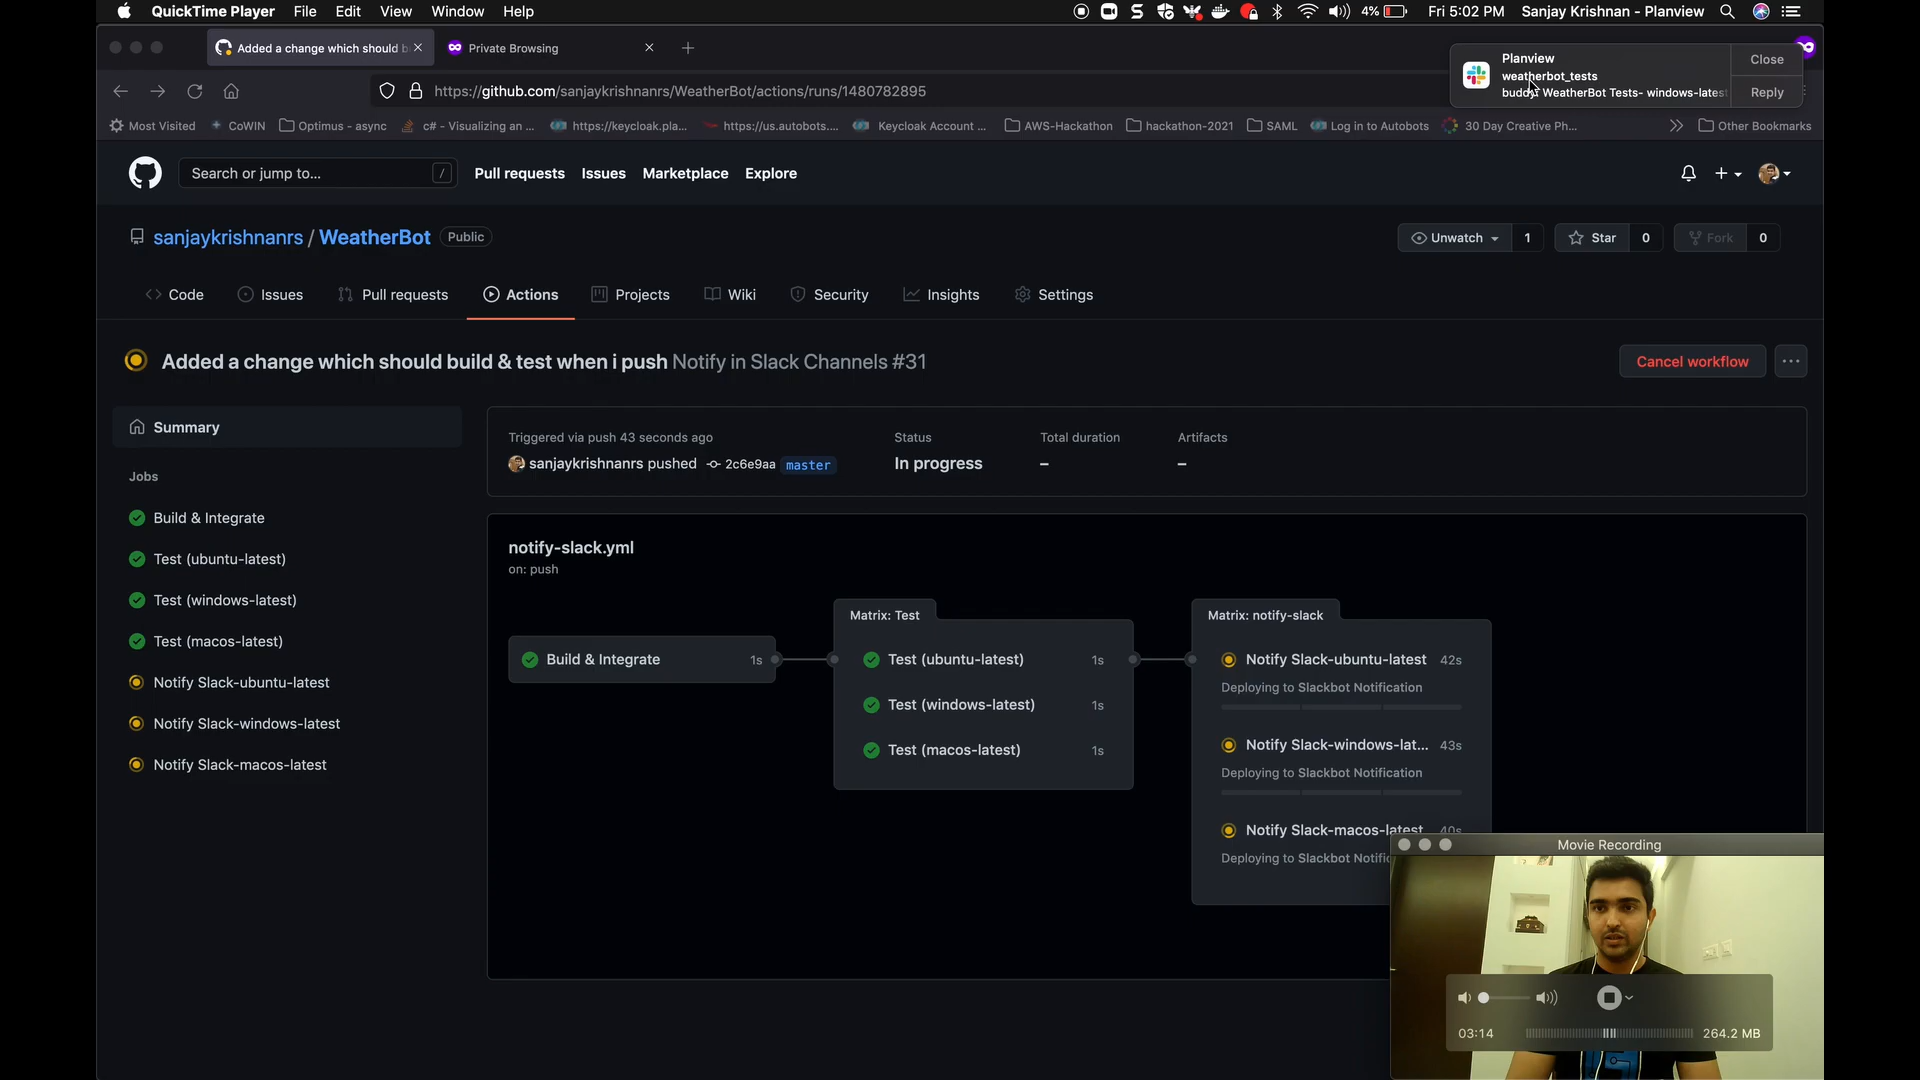 QuickTime Player File Edit View Window Help 4% Fri 5:02 PM Sanjay Krishnan - Planview
Added a change which should b
Private Browsing
Planview
weatherbot_tests
buddy WeatherBot Tests- windows-latest
Close
Reply
https://github.com/sanjaykrishnanrs/WeatherBot/actions/runs/1480782895
Most Visited CoWIN Optimus - async c# - Visualizing an ... https://keycloak.pla... https://us.autobots.... Keycloak Account ... AWS-Hackathon hackathon-2021 SAML Log in to Autobots 30 Day Creative Ph... Other Bookmarks
Search or jump to... / Pull requests Issues Marketplace Explore
sanjaykrishnanrs / WeatherBot Public
Unwatch 1 Star 0 Fork 0
Code Issues Pull requests Actions Projects Wiki Security Insights Settings
Added a change which should build & test when i push Notify in Slack Channels #31
Cancel workflow
Summary
Jobs
Build & Integrate
Test (ubuntu-latest)
Test (windows-latest)
Test (macos-latest)
Notify Slack-ubuntu-latest
Notify Slack-windows-latest
Notify Slack-macos-latest
Triggered via push 43 seconds ago
sanjaykrishnanrs pushed 2c6e9aa master
Status
In progress
Total duration
–
Artifacts
–
notify-slack.yml
on: push
Build & Integrate 1s
Matrix: Test
Test (ubuntu-latest) 1s
Test (windows-latest) 1s
Test (macos-latest) 1s
Matrix: notify-slack
Notify Slack-ubuntu-latest 42s
Deploying to Slackbot Notification
Notify Slack-windows-lat... 43s
Deploying to Slackbot Notification
Notify Slack-macos-latest 40s
Deploying to Slackbot Notific
Movie Recording
03:14 264.2 MB